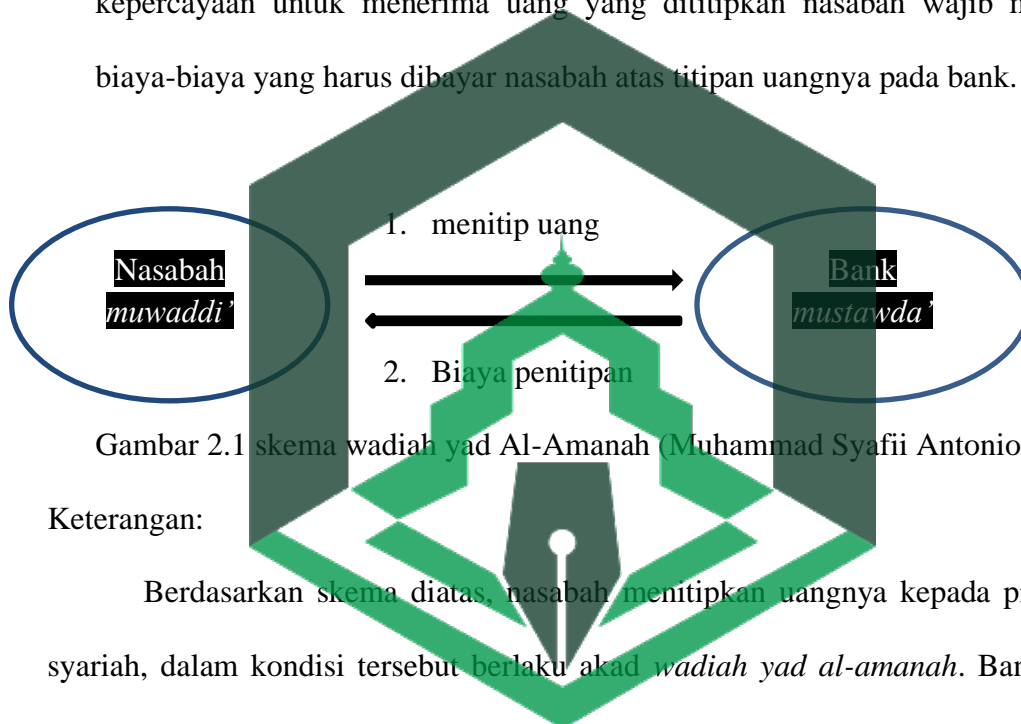 kepercayaan untuk menerima uang yang dititipkan nasabah wajib
biaya-biaya yang harus dibayar nasabah atas titipan uangnya pada bank.
1. menitip uang
Nasabah
muwaddi’
Bank
mustawda’
2. Biaya penitipan
Gambar 2.1 skema wadiah yad Al-Amanah (Muhammad Syafii Antonio
Keterangan:
Berdasarkan skema diatas, nasabah menitipkan uangnya kepada
syariah, dalam kondisi tersebut berlaku akad wadiah yad al-amanah.